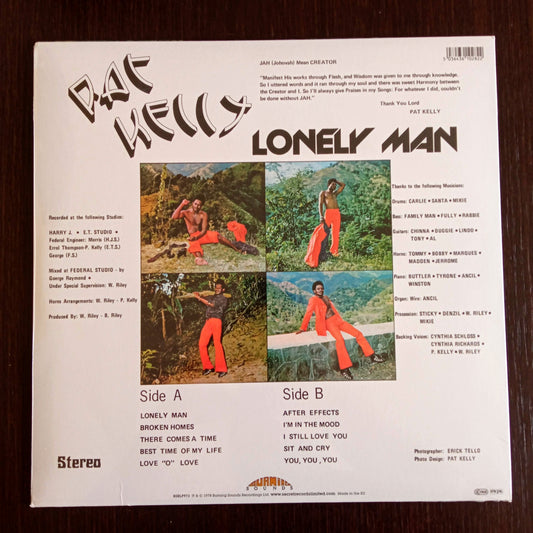 PAT
KELLY
LONELY MAN
JAH (Jehovah) Mean CREATOR
"Manifest His works through Flesh, and Wisdom was given to me through knowledge.
So I uttered words and it ran through my soul and there was sweet Harmony between
the Creator and I. So I'll always give Praise in my Songs: For whatever I did, couldn't
be done without JAH."
Thank You Lord
PAT KELLY
Recorded at the following Studios:
HARRY J. • E.T. STUDIO •
Federal Engineer: Morris (H.J.S.)
Errol Thompson-P. Kelly (E.T.S.)
George (F.S.)
Mixed at FEDERAL STUDIO - by
George Raymond •
Under Special Supervision: W. Riley
Horns Arrangements: W. Riley - P. Kelly
Produced By: W. Riley - B. Riley
Thanks to the following Musicians:
Drums: CARLIE • SANTA • MIKIE
Bass: FAMILY MAN • FULLY • RABBIE
Guitars: CHINNA • DUGGIE • LINDO •
TONY • AL
Horns: TOMMY • BOBBY • MARQUES •
MADDEN • JERROME
Piano: BUTTLER • TYRONE • ANCIL •
WINSTON
Organ: Wire: ANCIL
Precussion: STICKY • DENZIL • W. RILEY •
MIKIE
Backing Voices: CYNTHIA SCHLOSS •
CYNTHIA RICHARDS •
P. KELLY • W. RILEY
Side A
LONELY MAN
BROKEN HOMES
THERE COMES A TIME
BEST TIME OF MY LIFE
LOVE "O" LOVE
Side B
AFTER EFFECTS
I'M IN THE MOOD
I STILL LOVE YOU
SIT AND CRY
YOU, YOU, YOU
Stereo
BURNING
SOUNDS
Photographer: ERICK TELLO
Photo Design: PAT KELLY
℗ & © 1978 Burning Sounds Recordings Ltd. www.secretrecordslimited.com Made in the EU